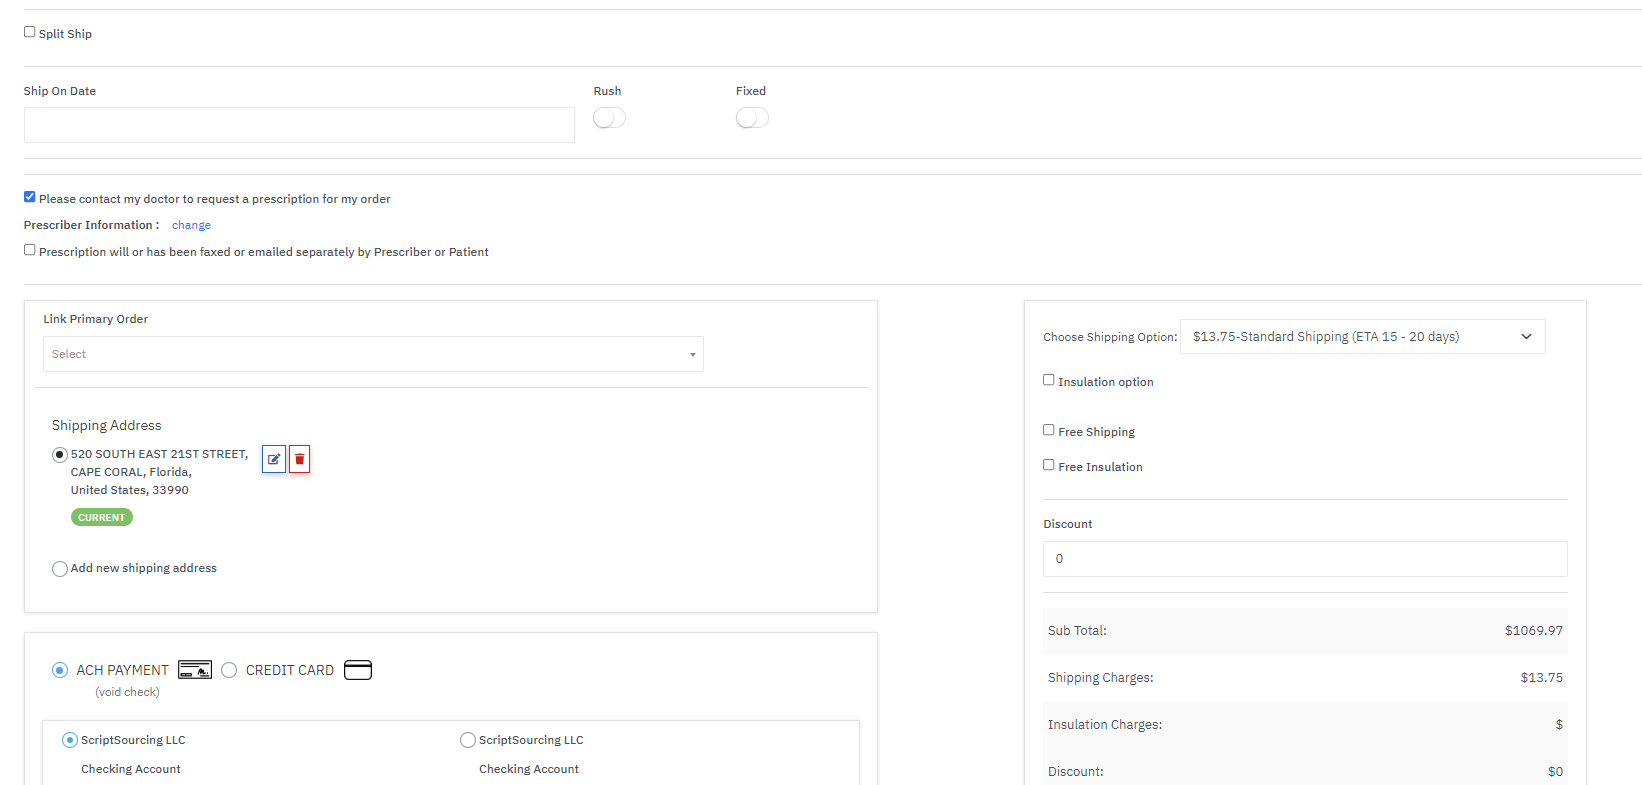 Split Ship
Ship On Date
Rush
Fixed
Please contact my doctor to request a prescription for my order
Prescriber Information : change
Prescription will or has been faxed or emailed separately by Prescriber or Patient
Link Primary Order
Select
Shipping Address
520 SOUTH EAST 21ST STREET,
CAPE CORAL, Florida,
United States, 33990
CURRENT
Add new shipping address
ACH PAYMENT
(void check)
CREDIT CARD
ScriptSourcing LLC
Checking Account
ScriptSourcing LLC
Checking Account
Choose Shipping Option: $13.75-Standard Shipping (ETA 15 - 20 days)
Insulation option
Free Shipping
Free Insulation
Discount
0
Sub Total: $1069.97
Shipping Charges: $13.75
Insulation Charges: $
Discount: $0